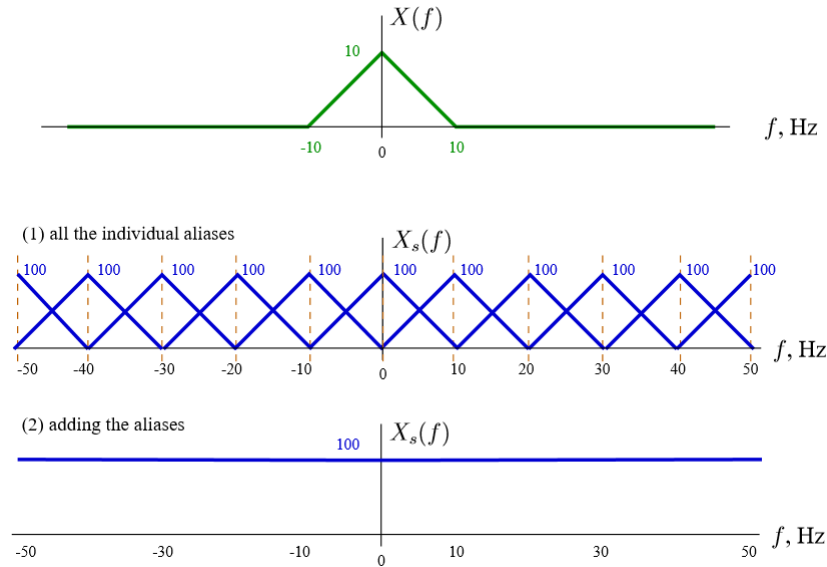 X(f)
10
-10 0 10 f, Hz
(1) all the individual aliases
X_s(f)
100 100 100 100 100 100 100 100 100 100 100
-50 -40 -30 -20 -10 0 10 20 30 40 50 f, Hz
(2) adding the aliases
X_s(f)
100
-50 -30 -10 0 10 30 50 f, Hz